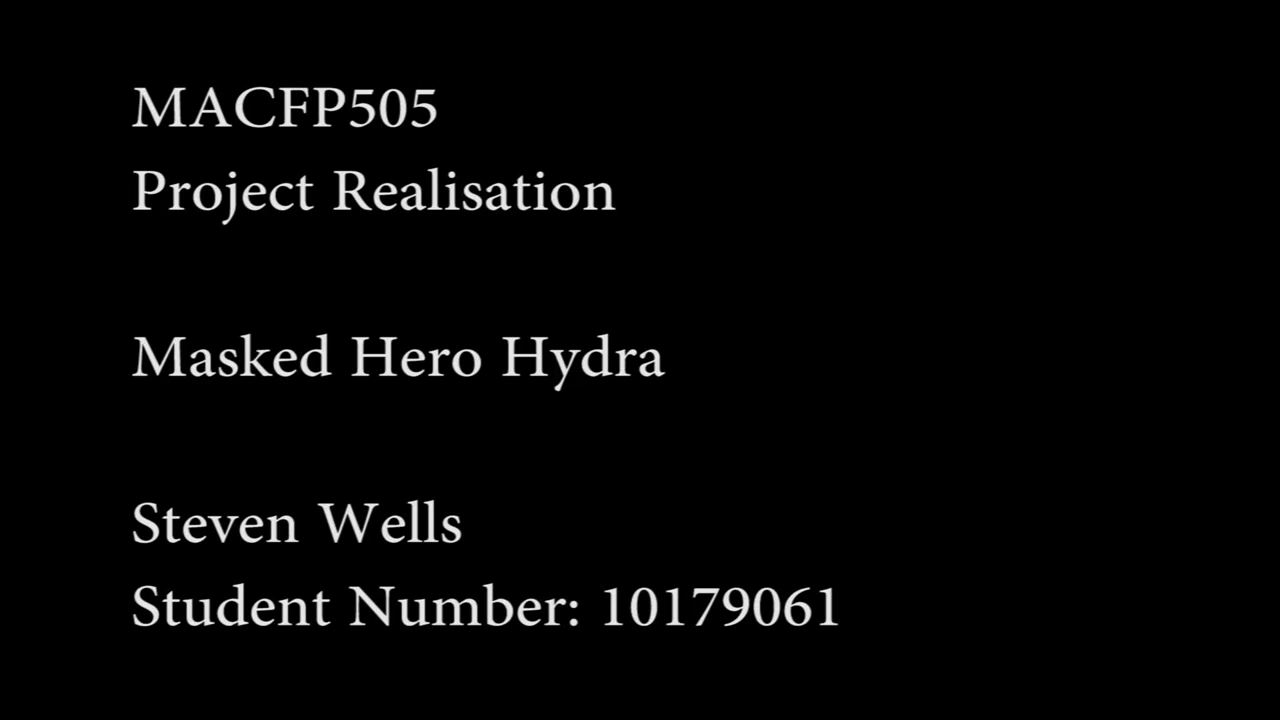 MACFP505
Project Realisation
Masked Hero Hydra
Steven Wells
Student Number: 10179061